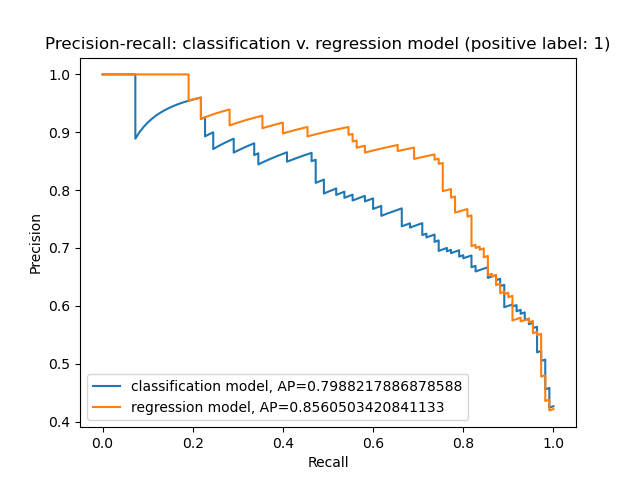 Precision-recall: classification v. regression model (positive label: 1)
1.0
0.9
0.8
0.7
0.6
0.5
0.4
Precision
classification model, AP=0.7988217886878588
regression model, AP=0.8560503420841133
0.0 0.2 0.4 0.6 0.8 1.0
Recall